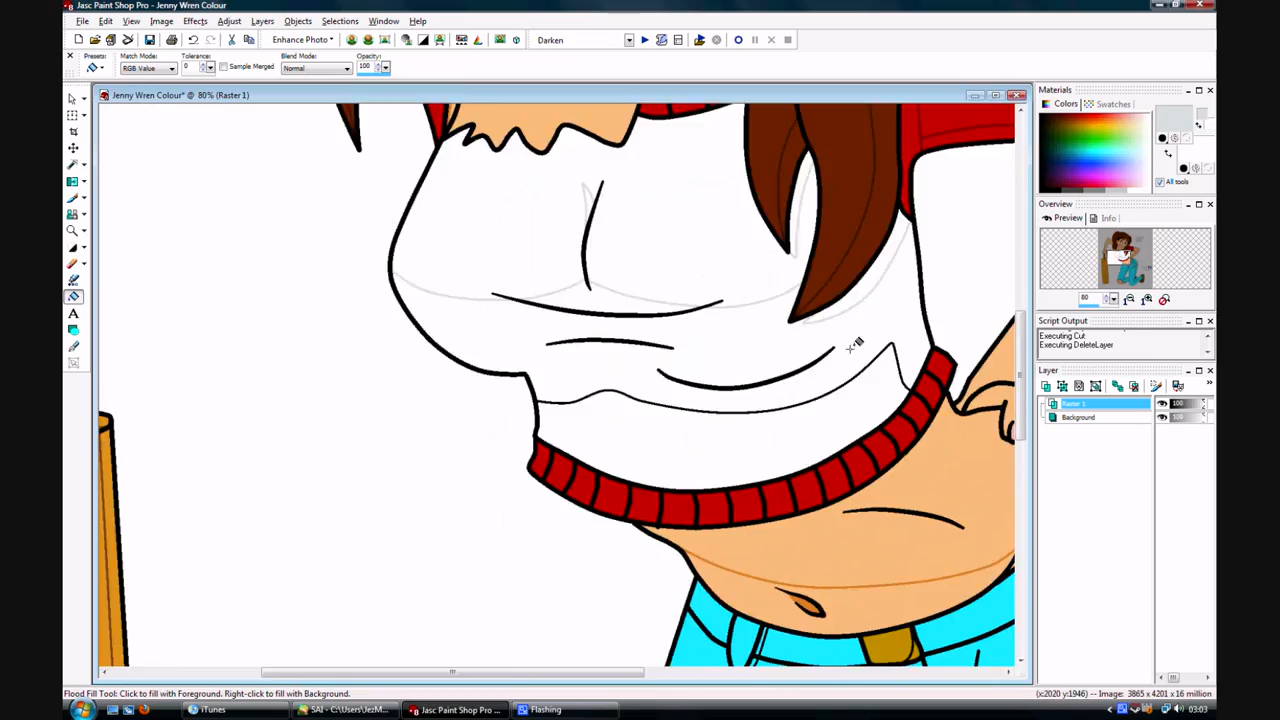 Jasc Paint Shop Pro - Jenny Wren Colour
File Edit View Image Effects Adjust Layers Objects Selections Window Help
Enhance Photo Darken
Presets: Match Mode: Tolerance: Blend Mode: Opacity:
RGB Value 0 Sample Merged Normal 100
Jenny Wren Colour* @ 80% (Raster 1)
Materials
Colors Swatches
All tools
Overview
Preview Info
80
Script Output
Executing Cut
Executing DeleteLayer
Layer
Raster 1 100
Background 100
Flood Fill Tool: Click to fill with Foreground. Right-click to fill with Background.
(x:2020 y:1946) -- Image: 3865 x 4201 x 16 million
iTunes SAI - C:\Users\JezM... Jasc Paint Shop Pro ... Flashing 03:03